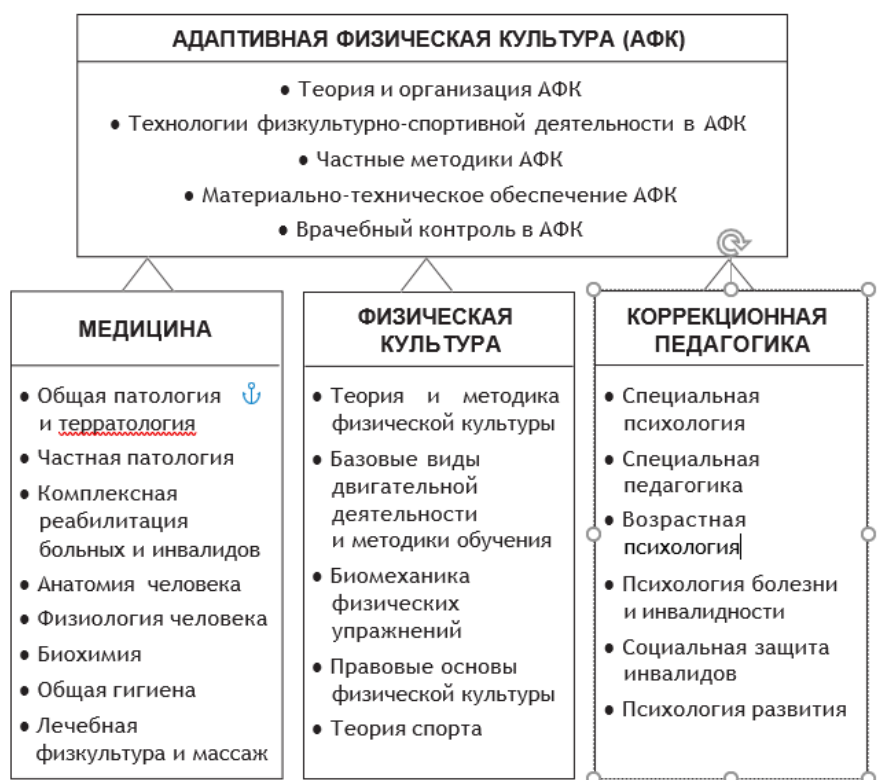 АДАПТИВНАЯ ФИЗИЧЕСКАЯ КУЛЬТУРА (АФК)
● Теория и организация АФК
● Технологии физкультурно-спортивной деятельности в АФК
● Частные методики АФК
● Материально-техническое обеспечение АФК
● Врачебный контроль в АФК
МЕДИЦИНА
● Общая патология
и терратология
● Частная патология
● Комплексная
реабилитация
больных и инвалидов
● Анатомия человека
● Физиология человека
● Биохимия
● Общая гигиена
● Лечебная
физкультура и массаж
ФИЗИЧЕСКАЯ
КУЛЬТУРА
● Теория и методика
физической культуры
● Базовые виды
двигательной
деятельности
и методики обучения
● Биомеханика
физических
упражнений
● Правовые основы
физической культуры
● Теория спорта
КОРРЕКЦИОННАЯ
ПЕДАГОГИКА
● Специальная
психология
● Специальная
педагогика
● Возрастная
психология
● Психология болезни
и инвалидности
● Социальная защита
инвалидов
● Психология развития